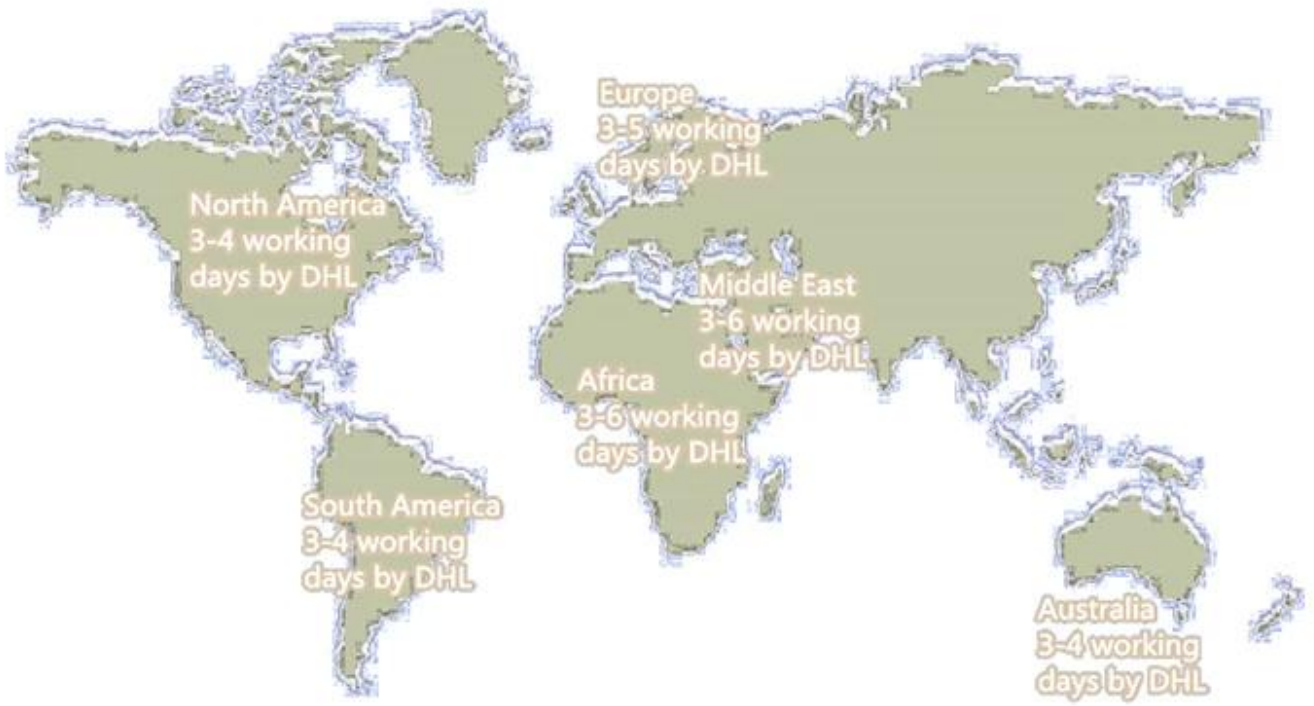 Europe
3-5 working
days by DHL
North America
3-4 working
days by DHL
Middle East
3-6 working
days by DHL
Africa
3-6 working
days by DHL
South America
3-4 working
days by DHL
Australia
3-4 working
days by DHL